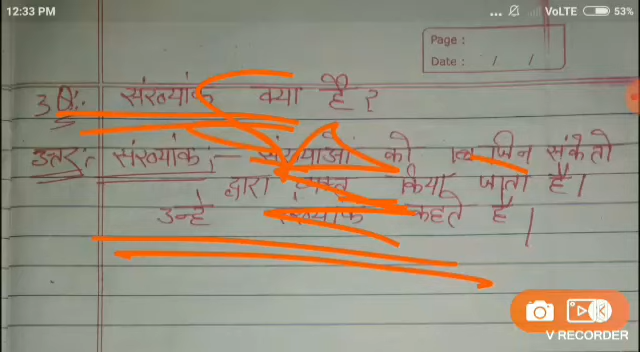 12:33 PM ... VoLTE 53%
Page :
Date : / /
3 प्र:. संख्यांक क्या है ?
उत्तर:. संख्यांक :- संख्याओं को जिन संकेतो
द्वारा व्यक्त किया जाता है।
उन्हे संख्यांक कहते है।
V RECORDER